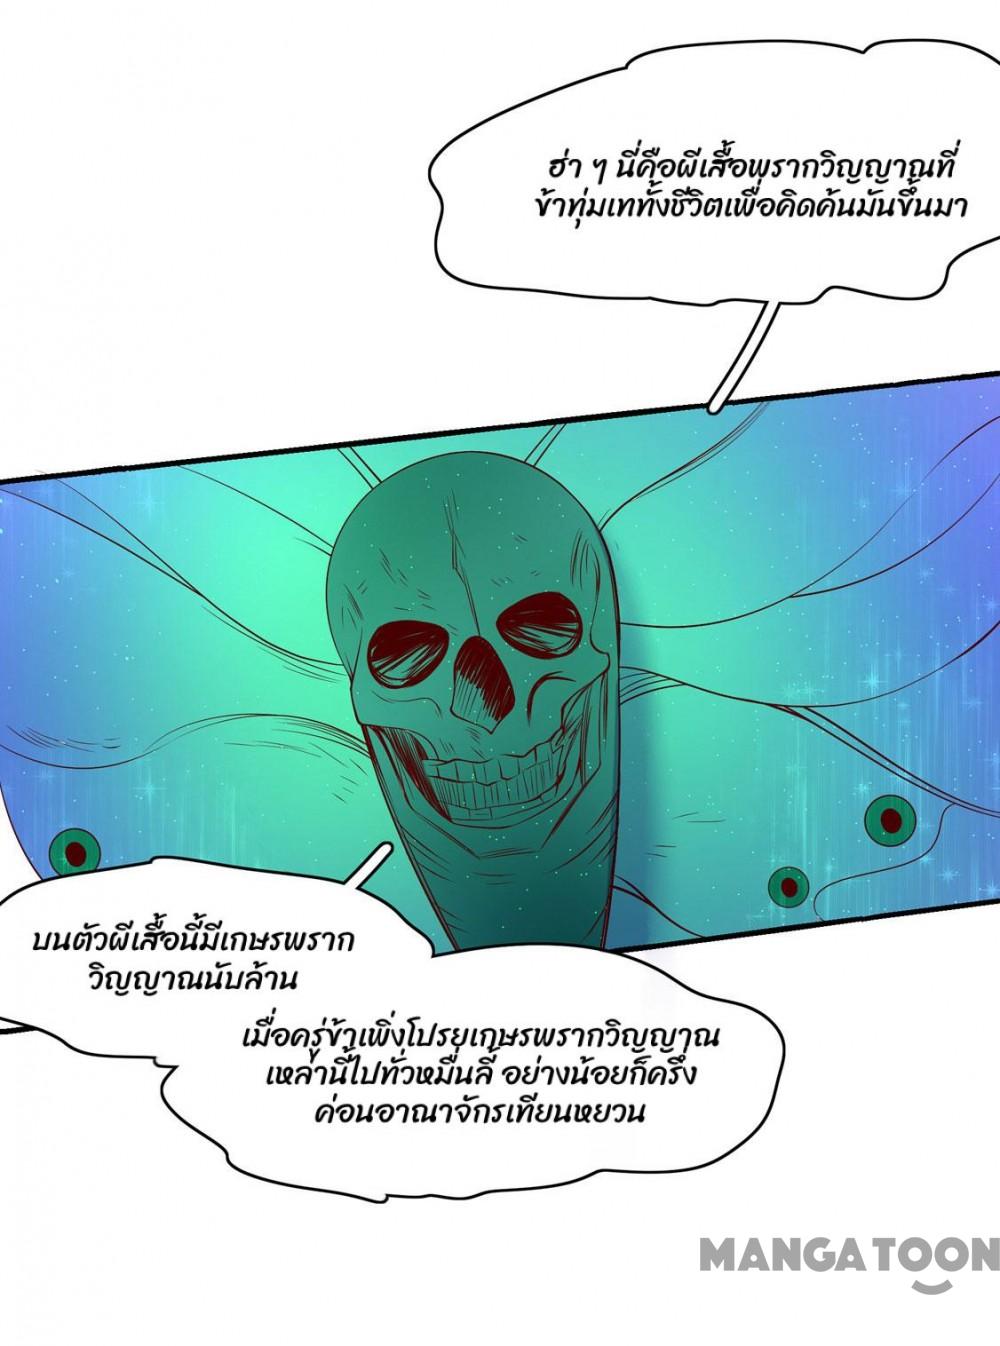 ฮ่า ๆ นี่คือผีเสื้อพรากวิญญาณที่
ข้าทุ่มเททั้งชีวิตเพื่อคิดค้นมันขึ้นมา
บนตัวผีเสื้อนี้มีเกษรพราก
วิญญาณนับล้าน
เมื่อครู่ข้าเพิ่งโปรยเกษรพรากวิญญาณ
เหล่านี้ไปทั่วหมื่นลี้ อย่างน้อยก็ครึ่ง
ค่อนอาณาจักรเทียนหยวน
MANGATOON